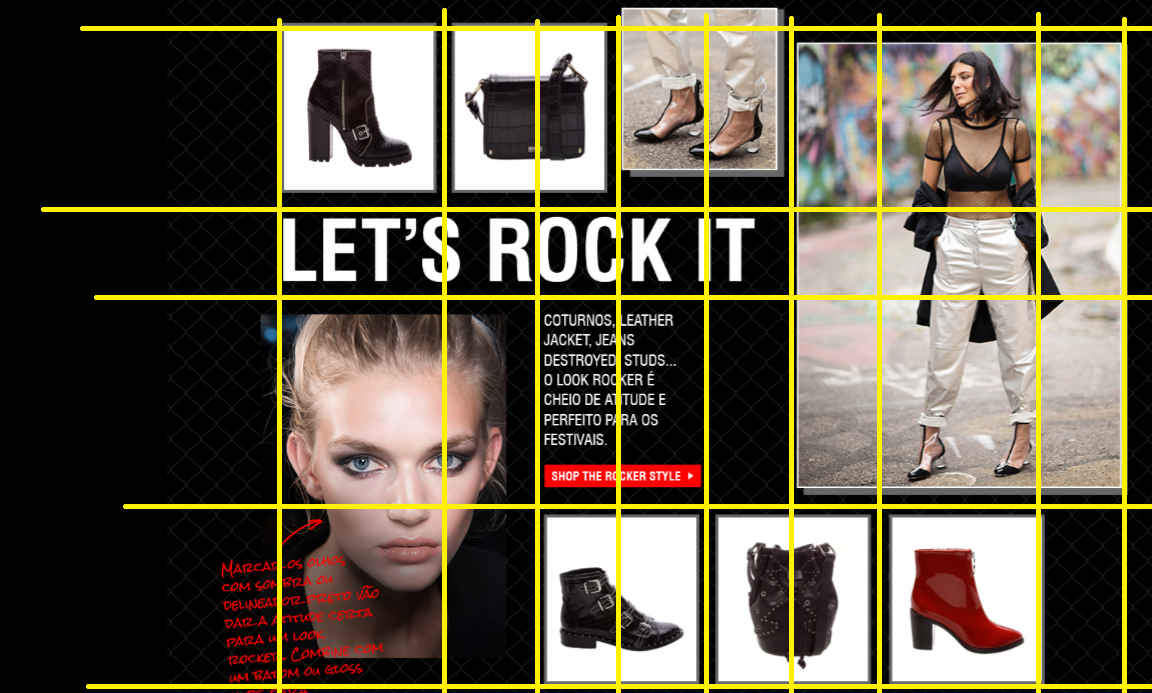 LET'S ROCK IT
COTURNOS, LEATHER
JACKET, JEANS
DESTROYED, STUDS...
O LOOK ROCKER É
CHEIO DE ATITUDE E
PERFEITO PARA OS
FESTIVAIS.
SHOP THE ROCKER STYLE
MARCAR OS OLHOS
COM SOMBRA OU
DELINEADOR PRETO VÃO
DAR A ATITUDE CERTA
PARA UM LOOK
ROCKER. COMBINE COM
UM BATOM OU GLOSS